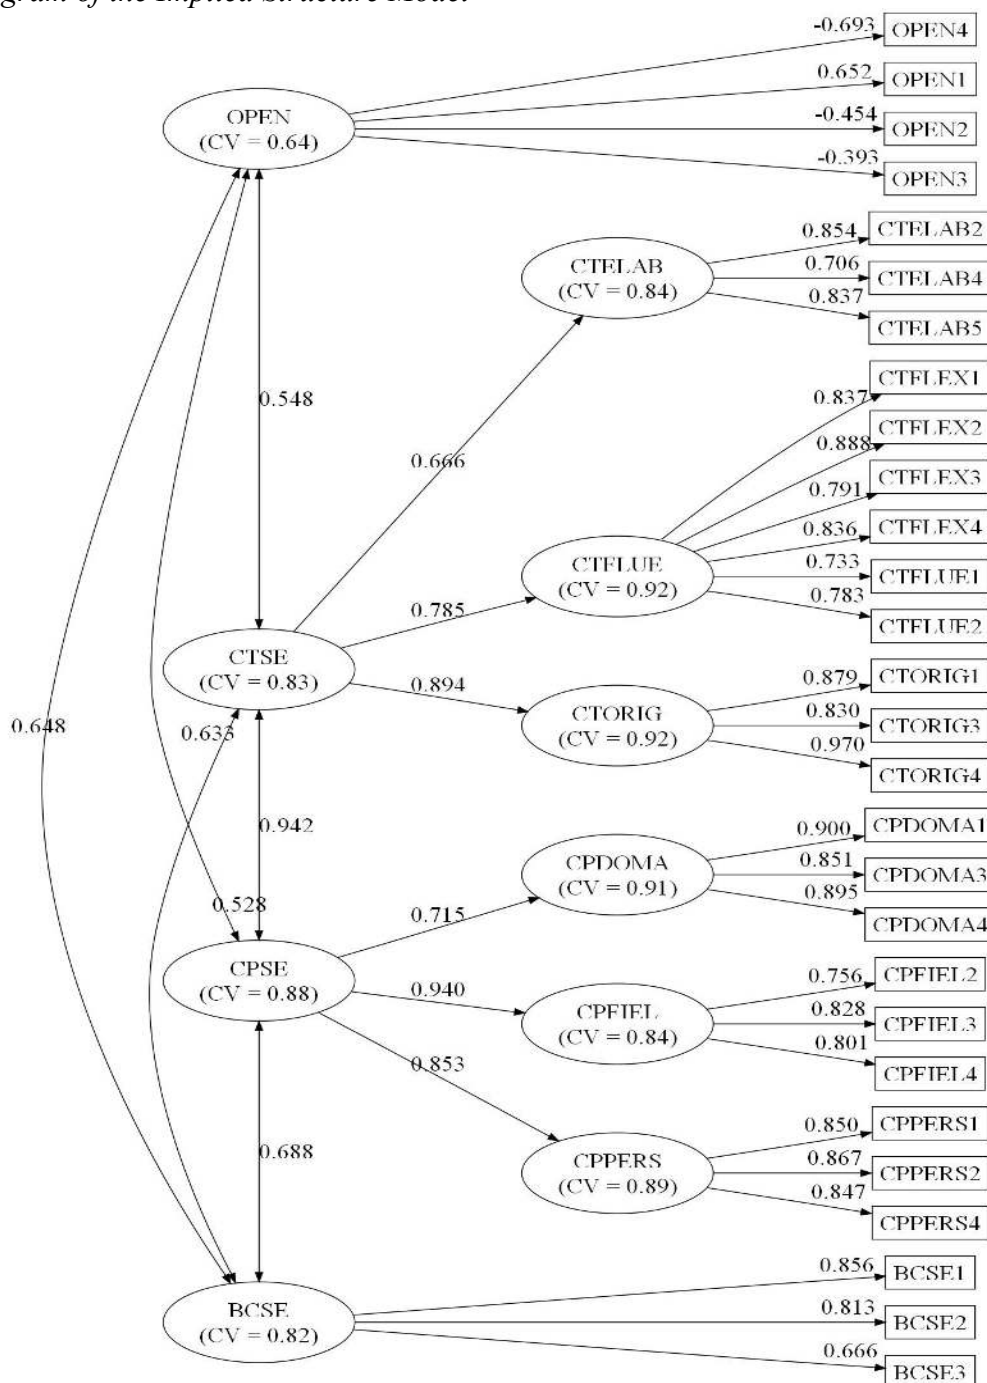 gram of the Implied Structure Model
-0.693
OPEN4
0.652
OPEN1
OPEN
(CV = 0.64)
-0.454
OPEN2
-0.393
OPEN3
0.854
CTELAB2
CTELAB
(CV = 0.84)
0.706
CTELAB4
0.837
CTELAB5
0.548
0.666
0.837
CTFLEX1
0.888
CTFLEX2
0.791
CTFLEX3
0.836
CTFLEX4
CTFLUE
(CV = 0.92)
0.733
CTFLUE1
0.783
CTFLUE2
0.785
CTSE
(CV = 0.83)
0.894
0.879
CTORIG1
CTORIG
(CV = 0.92)
0.830
CTORIG3
0.970
CTORIG4
0.648
0.633
0.942
0.900
CPDOMA1
CPDOMA
(CV = 0.91)
0.851
CPDOMA3
0.895
CPDOMA4
0.528
0.715
CPSE
(CV = 0.88)
0.940
0.756
CPFIEL2
CPFIEL
(CV = 0.84)
0.828
CPFIEL3
0.801
CPFIEL4
0.853
0.688
0.850
CPPERS1
CPPERS
(CV = 0.89)
0.867
CPPERS2
0.847
CPPERS4
0.856
BCSE1
BCSE
(CV = 0.82)
0.813
BCSE2
0.666
BCSE3